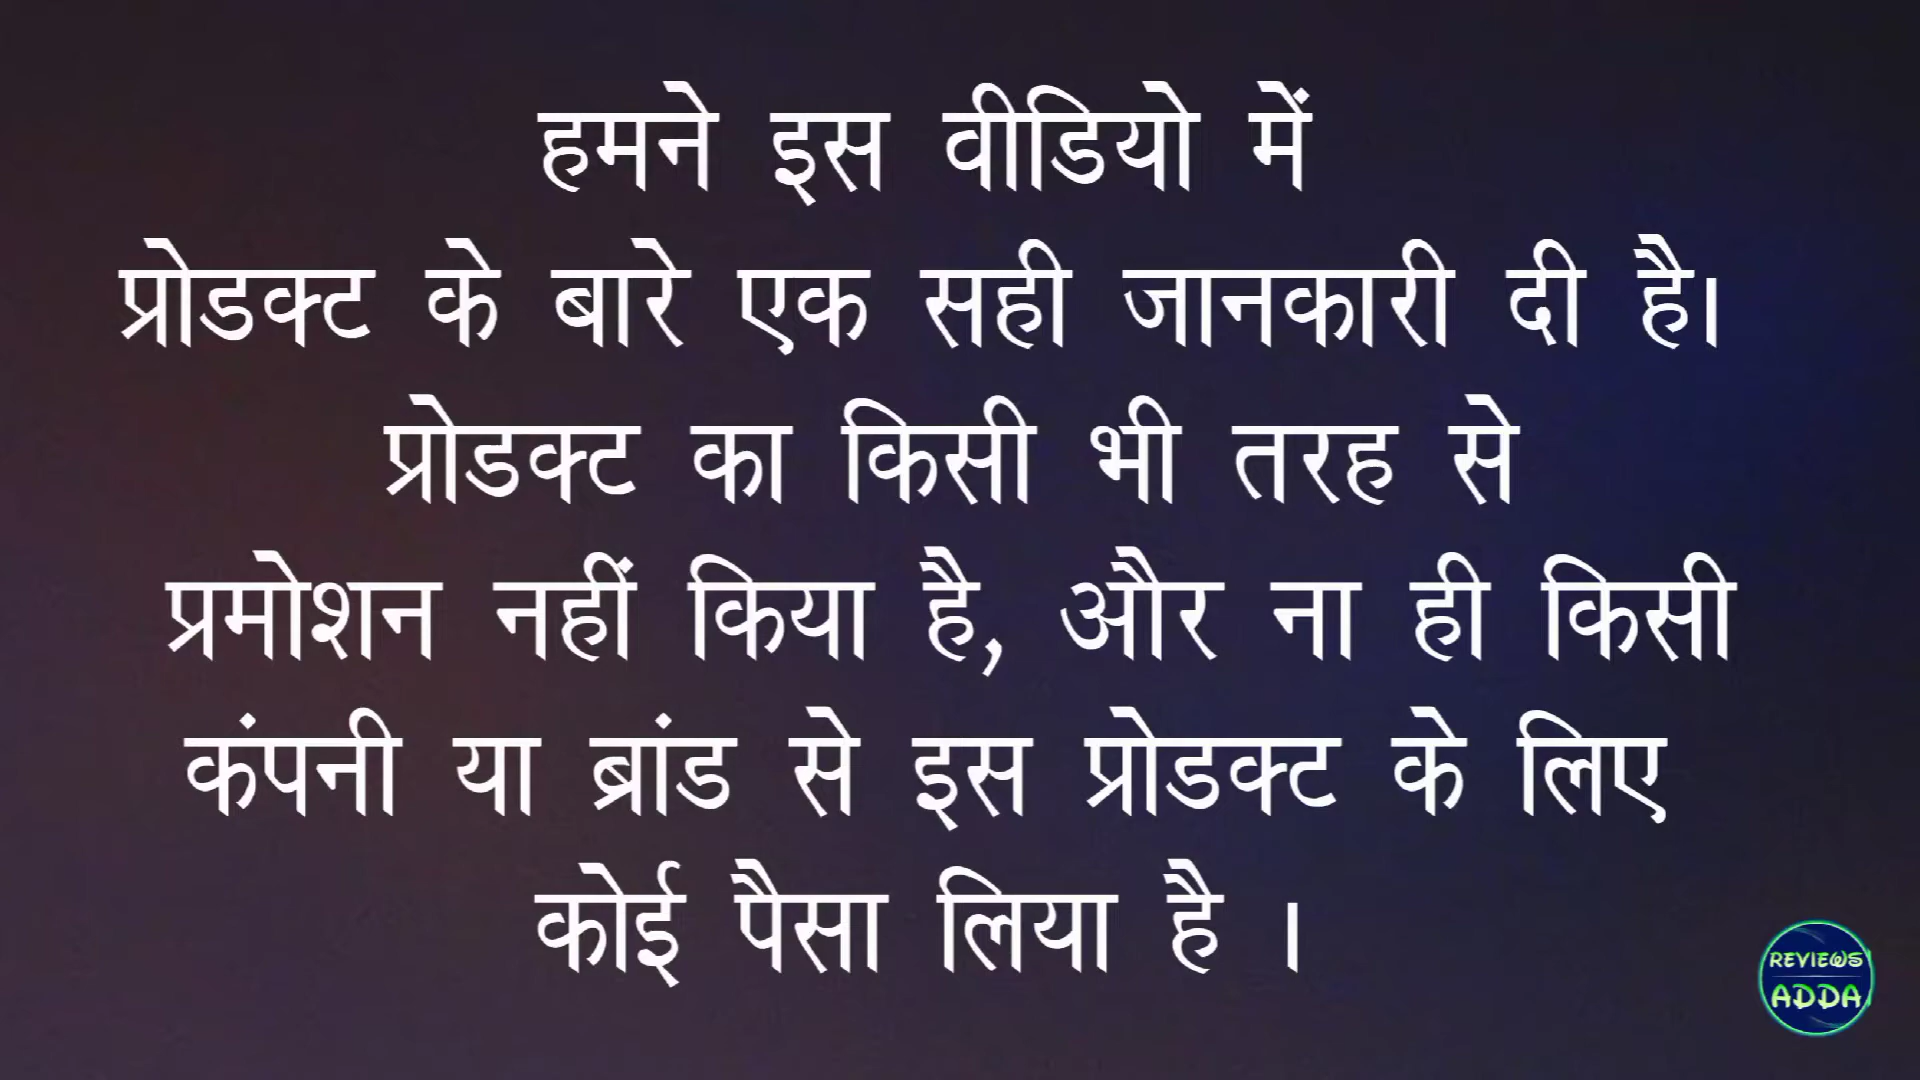 हमने इस वीडियो में
प्रोडक्ट के बारे एक सही जानकारी दी है।
प्रोडक्ट का किसी भी तरह से
प्रमोशन नहीं किया है, और ना ही किसी
कंपनी या ब्रांड से इस प्रोडक्ट के लिए
कोई पैसा लिया है ।
REVIEWS
ADDA